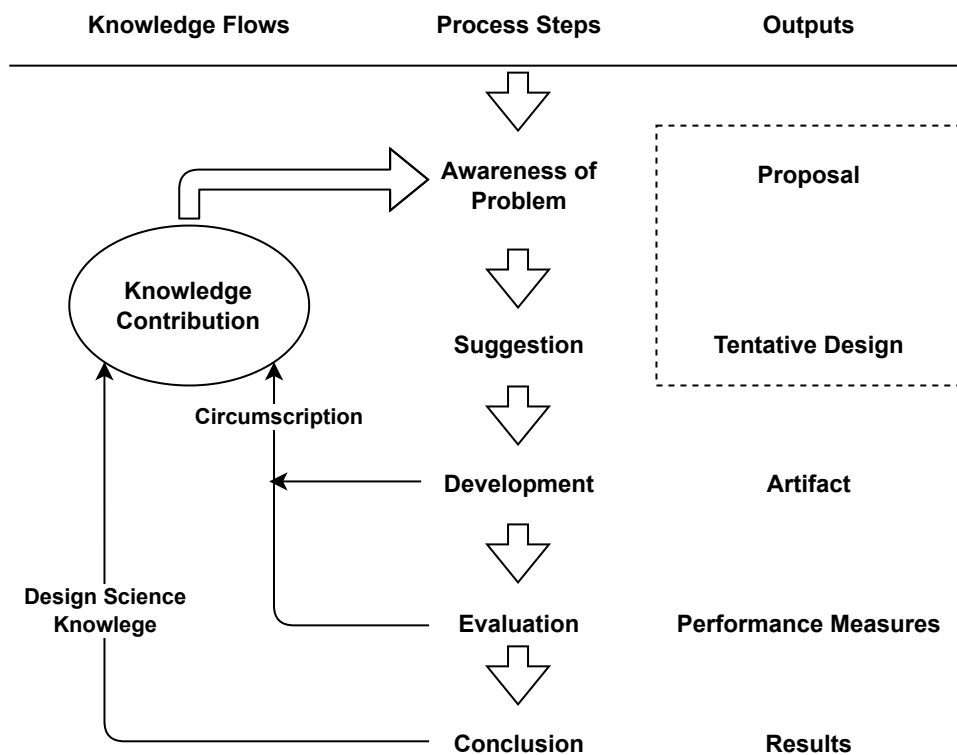 Knowledge Flows
Process Steps
Outputs
Awareness of
Problem
Proposal
Knowledge
Contribution
Suggestion
Tentative Design
Circumscription
Development
Artifact
Design Science
Knowlege
Evaluation
Performance Measures
Conclusion
Results